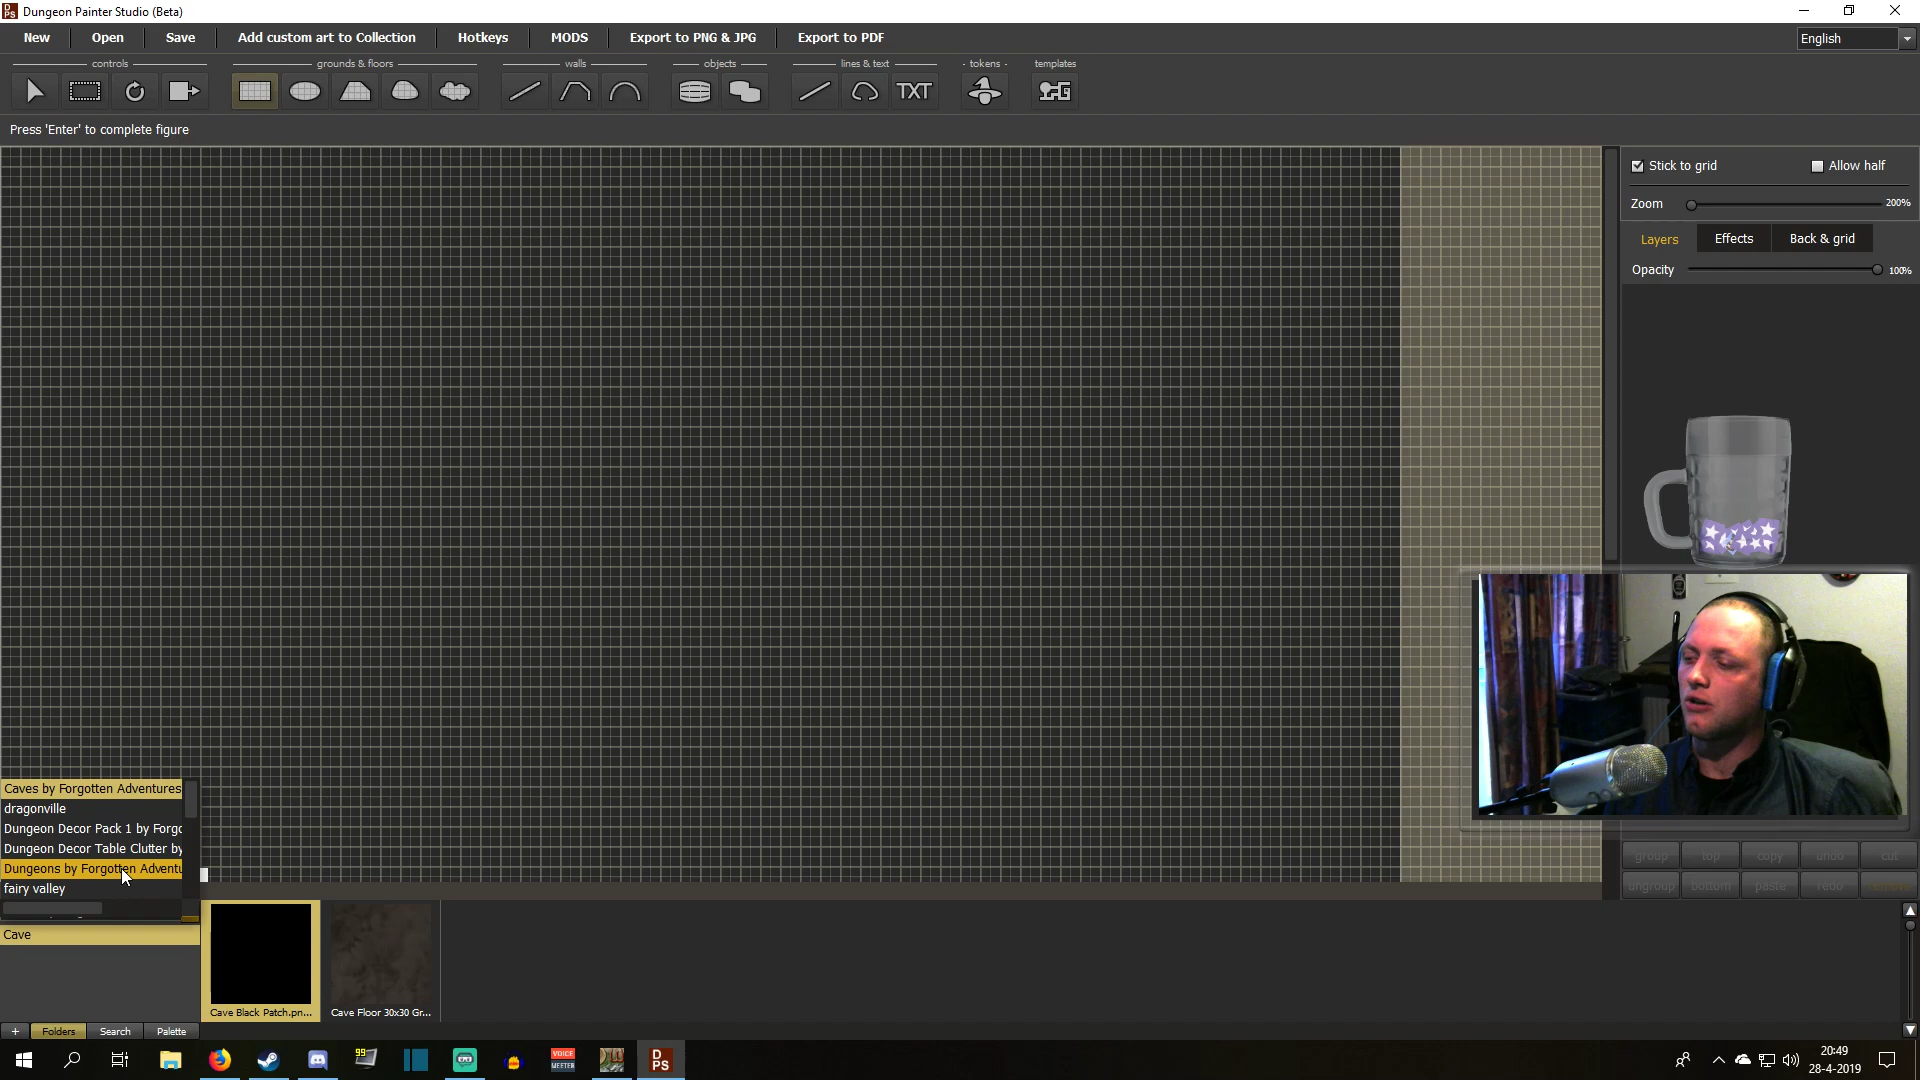 DPS Dungeon Painter Studio (Beta)
New Open Save Add custom art to Collection Hotkeys MODS Export to PNG & JPG Export to PDF English
controls grounds & floors walls objects lines & text tokens templates
TXT
Press 'Enter' to complete figure
Stick to grid Allow half
Zoom 200%
Layers Effects Back & grid
Opacity 100%
Caves by Forgotten Adventures
dragonville
Dungeon Decor Pack 1 by Forgo
Dungeon Decor Table Clutter by
Dungeons by Forgotten Adventu
fairy valley
group top copy undo cut
ungroup bottom paste redo
Cave
Cave Black Patch.pn... Cave Floor 30x30 Gr...
+ Folders Search Palette
99 VOICE MEETER DPS
20:49
28-4-2019